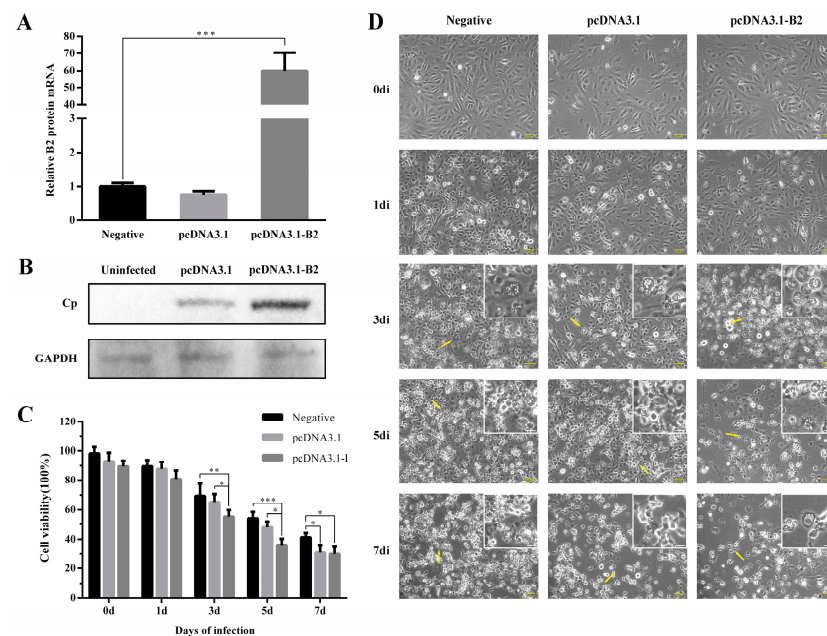 A
80
70
60
50
40
3
2
1
0
Relative B2 protein mRNA
***
Negative
pcDNA3.1
pcDNA3.1-B2
B
Uninfected
pcDNA3.1
pcDNA3.1-B2
Cp
GAPDH
C
120
100
80
60
40
20
0
Cell viability(100%)
Negative
pcDNA3.1
pcDNA3.1-I
**
*
***
*
*
*
0d
1d
3d
5d
7d
Days of infection
D
Negative
pcDNA3.1
pcDNA3.1-B2
0di
1di
3di
5di
7di